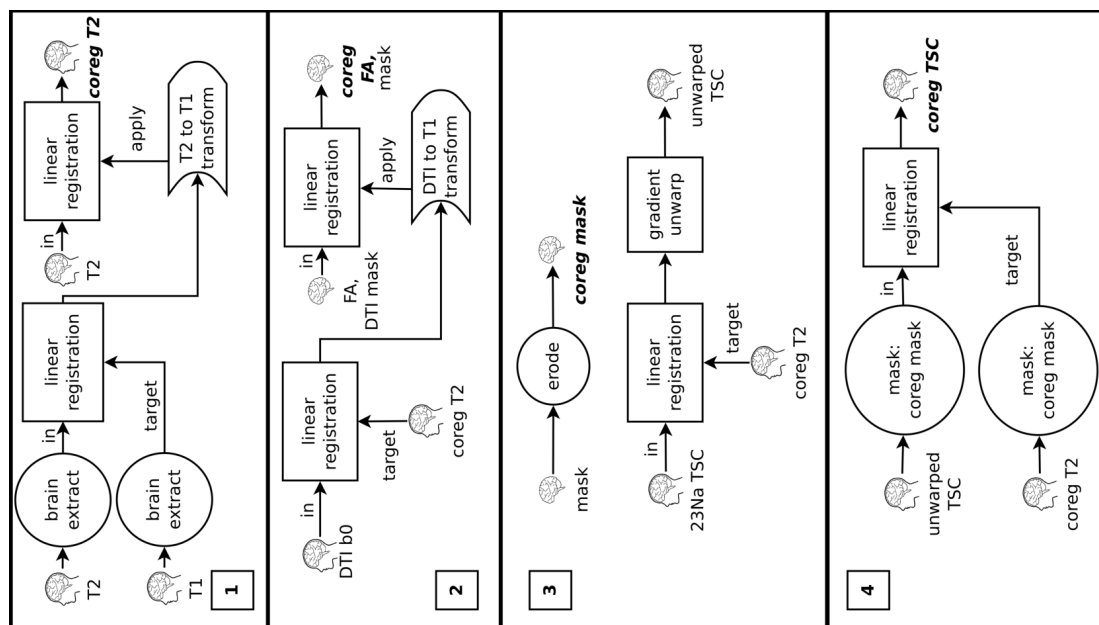 T2
brain
extract
in
T1
brain
extract
target
linear
registration
T2
in
linear
registration
coreg T2
apply
T2 to T1
transform
1
DTI b0
in
linear
registration
target
coreg T2
FA,
DTI mask
in
linear
registration
coreg
FA,
mask
apply
DTI to T1
transform
2
mask
erode
coreg mask
3
23Na TSC
in
linear
registration
target
coreg T2
gradient
unwarp
unwarped
TSC
unwarped
TSC
mask:
coreg mask
in
coreg T2
mask:
coreg mask
target
linear
registration
coreg TSC
4